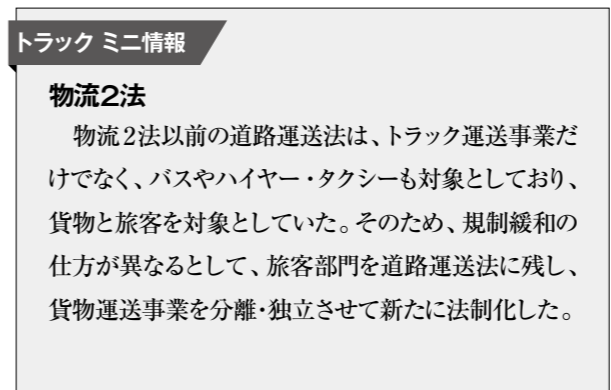 トラック ミニ情報
物流2法
物流2法以前の道路運送法は、トラック運送事業だ
けでなく、バスやハイヤー・タクシーも対象としており、
貨物と旅客を対象としていた。そのため、規制緩和の
仕方が異なるとして、旅客部門を道路運送法に残し、
貨物運送事業を分離・独立させて新たに法制化した。